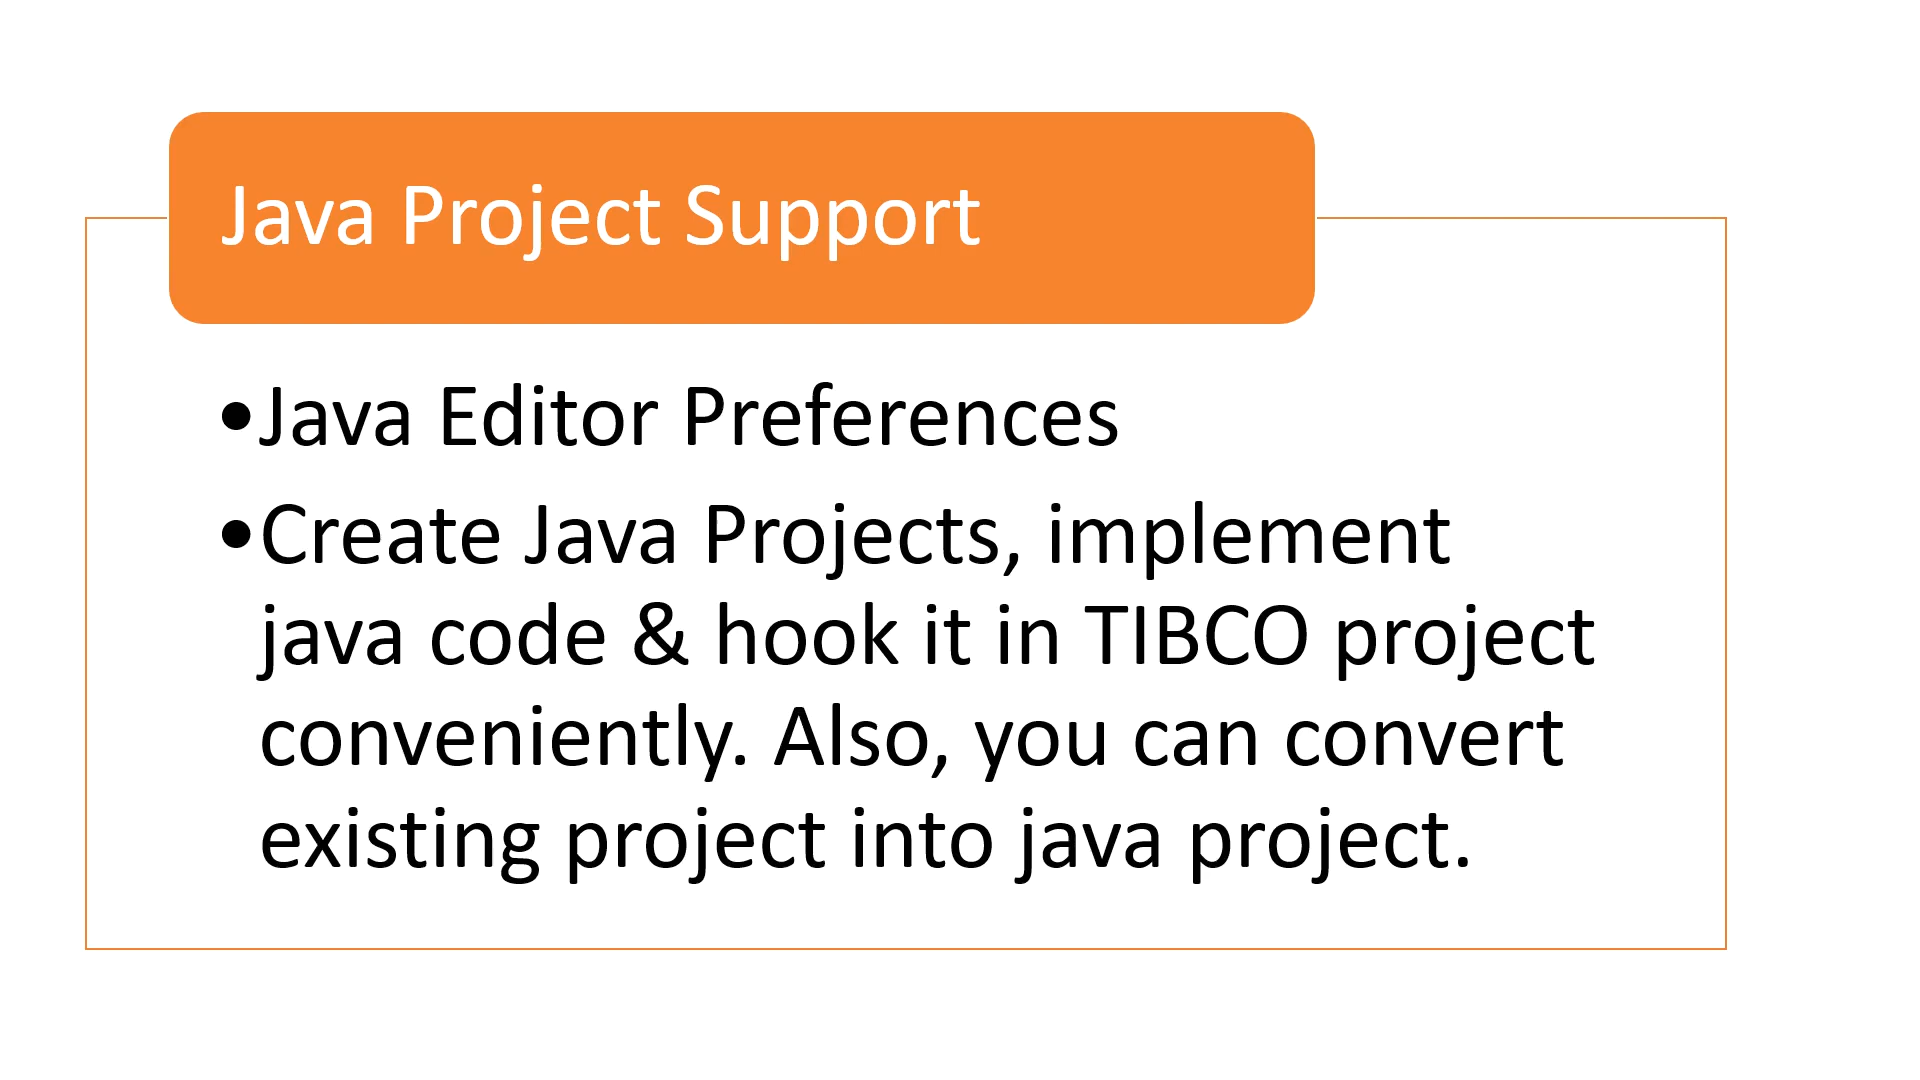 Java Project Support
•Java Editor Preferences
•Create Java Projects, implement
java code & hook it in TIBCO project
conveniently. Also, you can convert
existing project into java project.